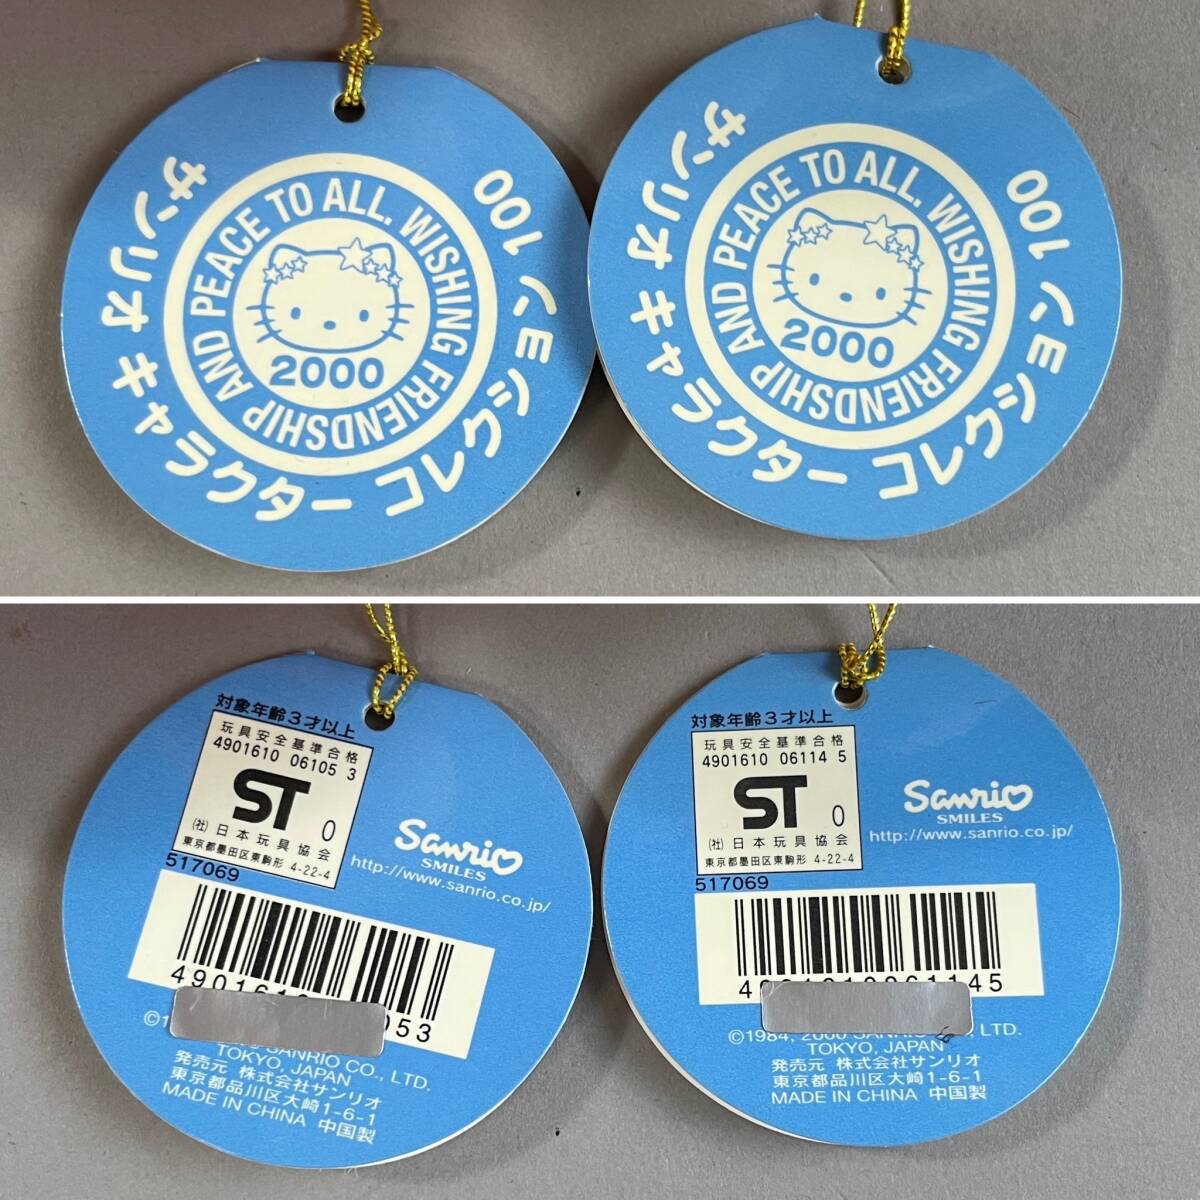 サンリオ キャラクター コレクション 100
PEACE TO ALL. WISHING FRIENDSHIP AND
2000
サンリオ キャラクター コレクション 100
PEACE TO ALL. WISHING FRIENDSHIP AND
2000
対象年齢3才以上
玩具安全基準合格
4901610 06105 3
ST 0
(社)日本玩具協会
東京都墨田区東駒形 4-22-4
517069
Sanrio
SMILES
http://www.sanrio.co.jp/
SANRIO CO., LTD.
TOKYO, JAPAN
発売元 株式会社サンリオ
東京都品川区大崎1-6-1
MADE IN CHINA 中国製
対象年齢3才以上
玩具安全基準合格
4901610 06114 5
ST 0
(社)日本玩具協会
東京都墨田区東駒形 4-22-4
517069
Sanrio
SMILES
http://www.sanrio.co.jp/
4901610061145
©1984, 2000 SANRIO LTD.
TOKYO, JAPAN
発売元 株式会社サンリオ
東京都品川区大崎1-6-1
MADE IN CHINA 中国製